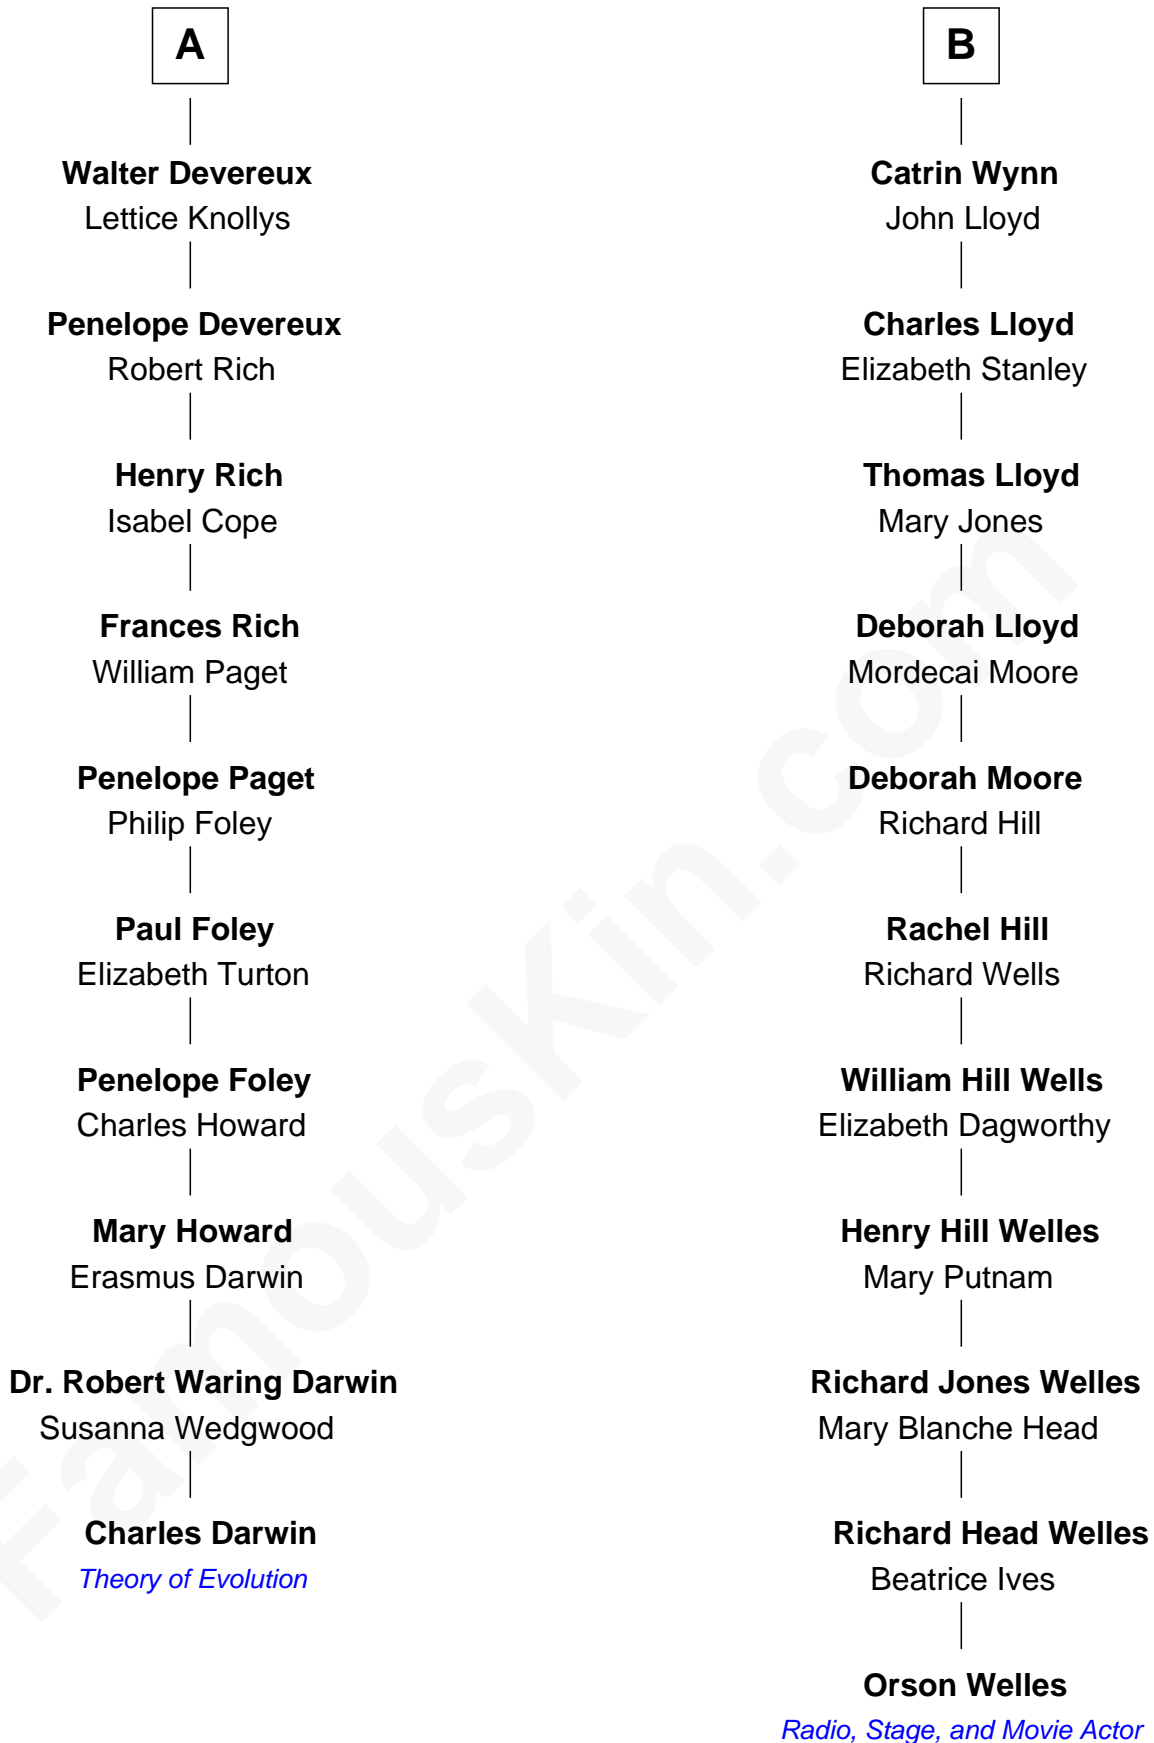 A
Walter Devereux
Lettice Knollys
Penelope Devereux
Robert Rich
Henry Rich
Isabel Cope
Frances Rich
William Paget
Penelope Paget
Philip Foley
Paul Foley
Elizabeth Turton
Penelope Foley
Charles Howard
Mary Howard
Erasmus Darwin
Dr. Robert Waring Darwin
Susanna Wedgwood
Charles Darwin
Theory of Evolution
B
Catrin Wynn
John Lloyd
Charles Lloyd
Elizabeth Stanley
Thomas Lloyd
Mary Jones
Deborah Lloyd
Mordecai Moore
Deborah Moore
Richard Hill
Rachel Hill
Richard Wells
William Hill Wells
Elizabeth Dagworthy
Henry Hill Welles
Mary Putnam
Richard Jones Welles
Mary Blanche Head
Richard Head Welles
Beatrice Ives
Orson Welles
Radio, Stage, and Movie Actor
FamousKin.com